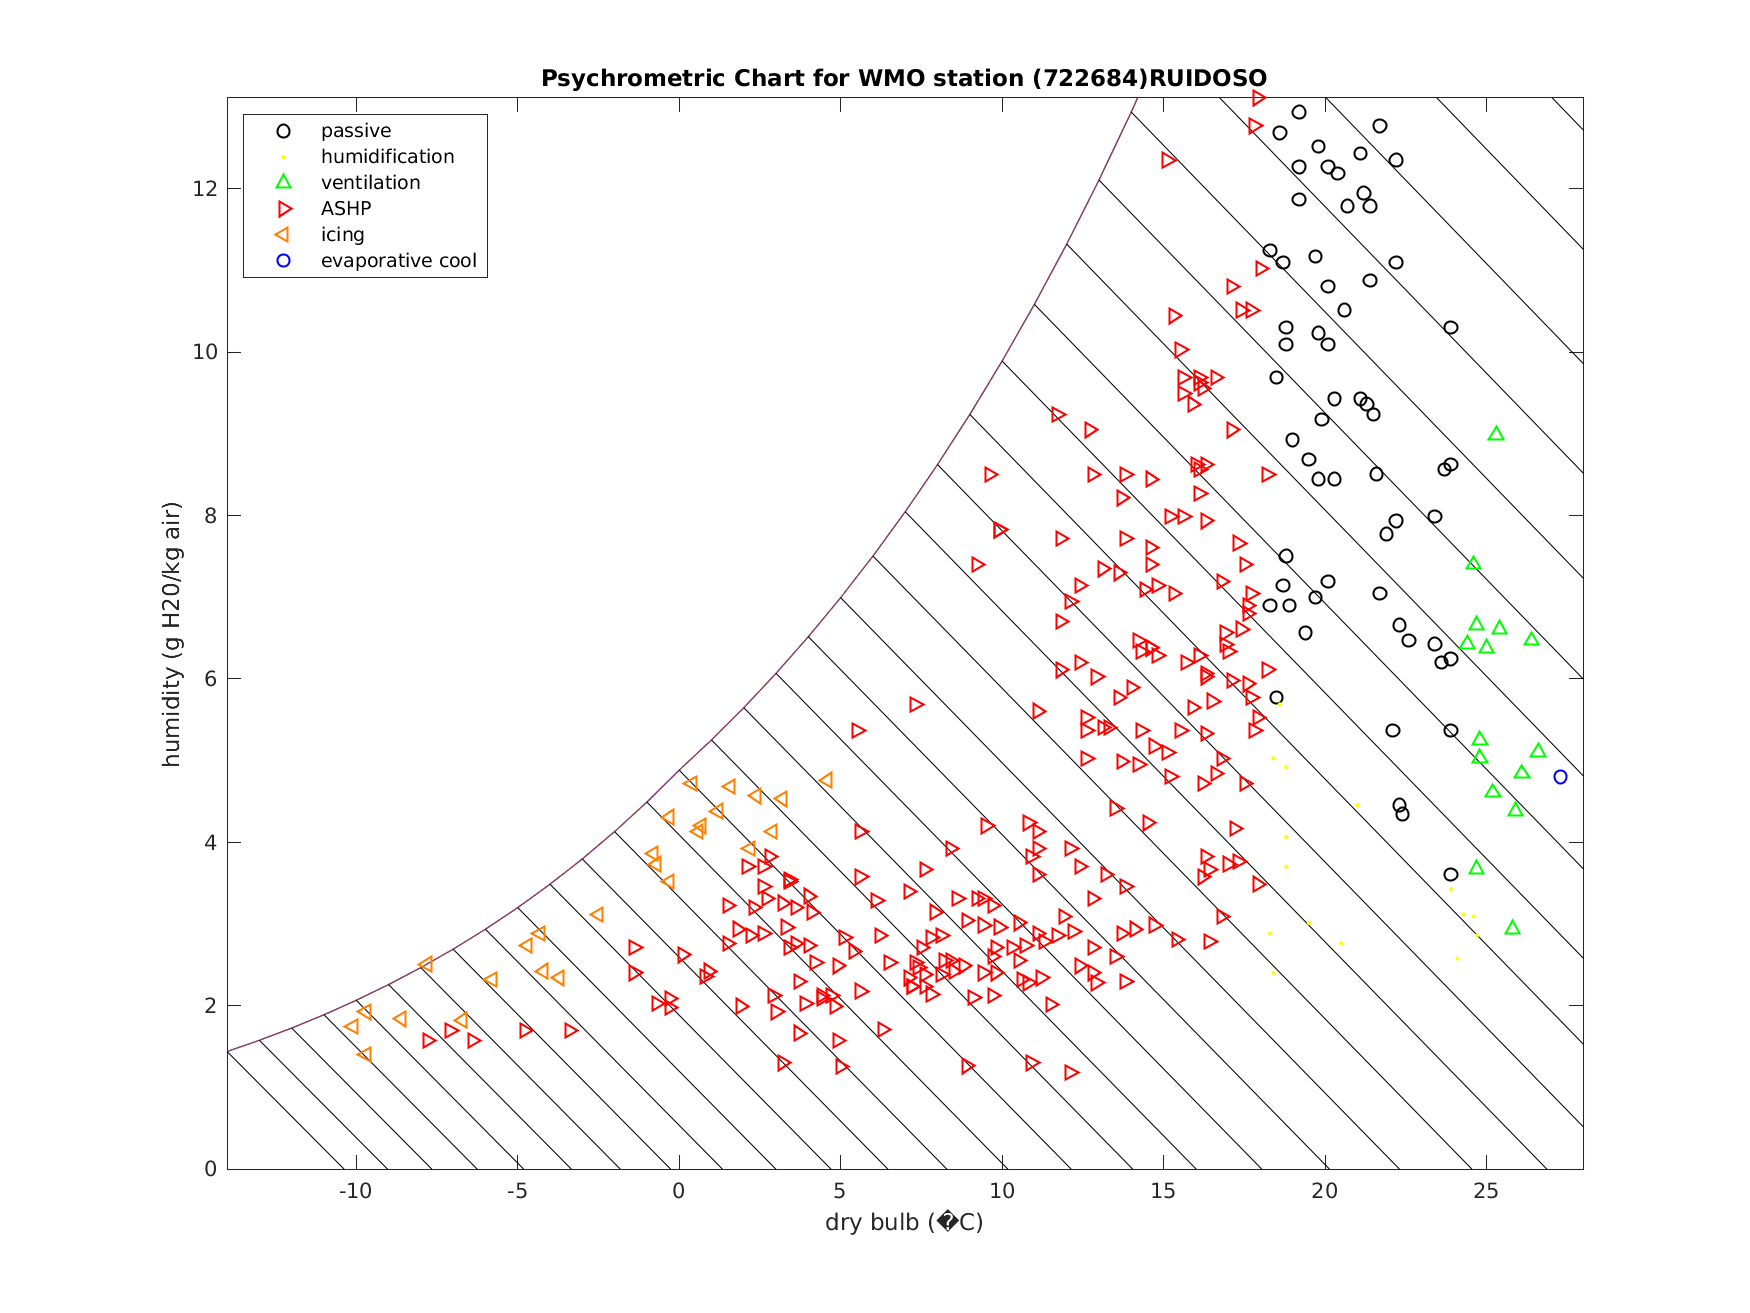 Psychrometric Chart for WMO station (722684)RUIDOSO
passive
humidification
ventilation
ASHP
icing
evaporative cool
humidity (g H20/kg air)
12
10
8
6
4
2
0
-10 -5 0 5 10 15 20 25
dry bulb (�C)